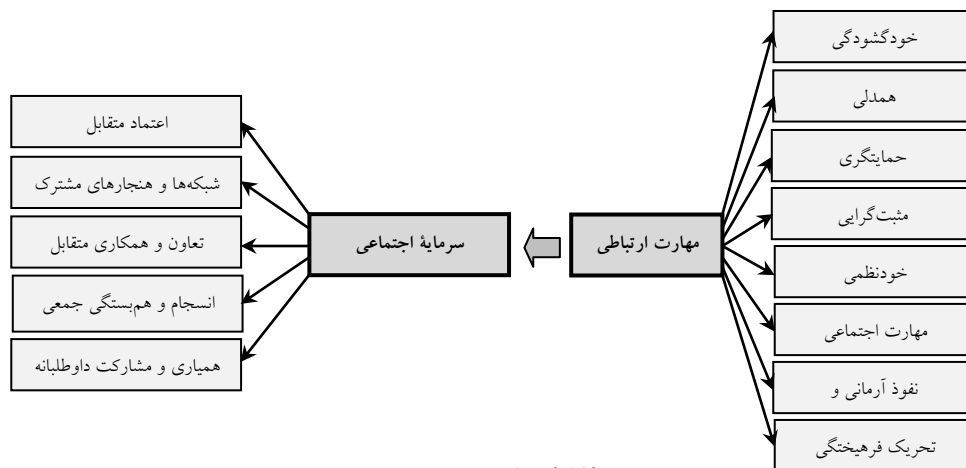 خودگشودگی
همدلی
حمایتگری
مثبت‌گرایی
خودنظمی
مهارت اجتماعی
نفوذ آرمانی و
تحریک فرهیختگی
مهارت ارتباطی
سرمایۀ اجتماعی
اعتماد متقابل
شبکه‌ها و هنجارهای مشترک
تعاون و همکاری متقابل
انسجام و هم‌بستگی جمعی
همیاری و مشارکت داوطلبانه